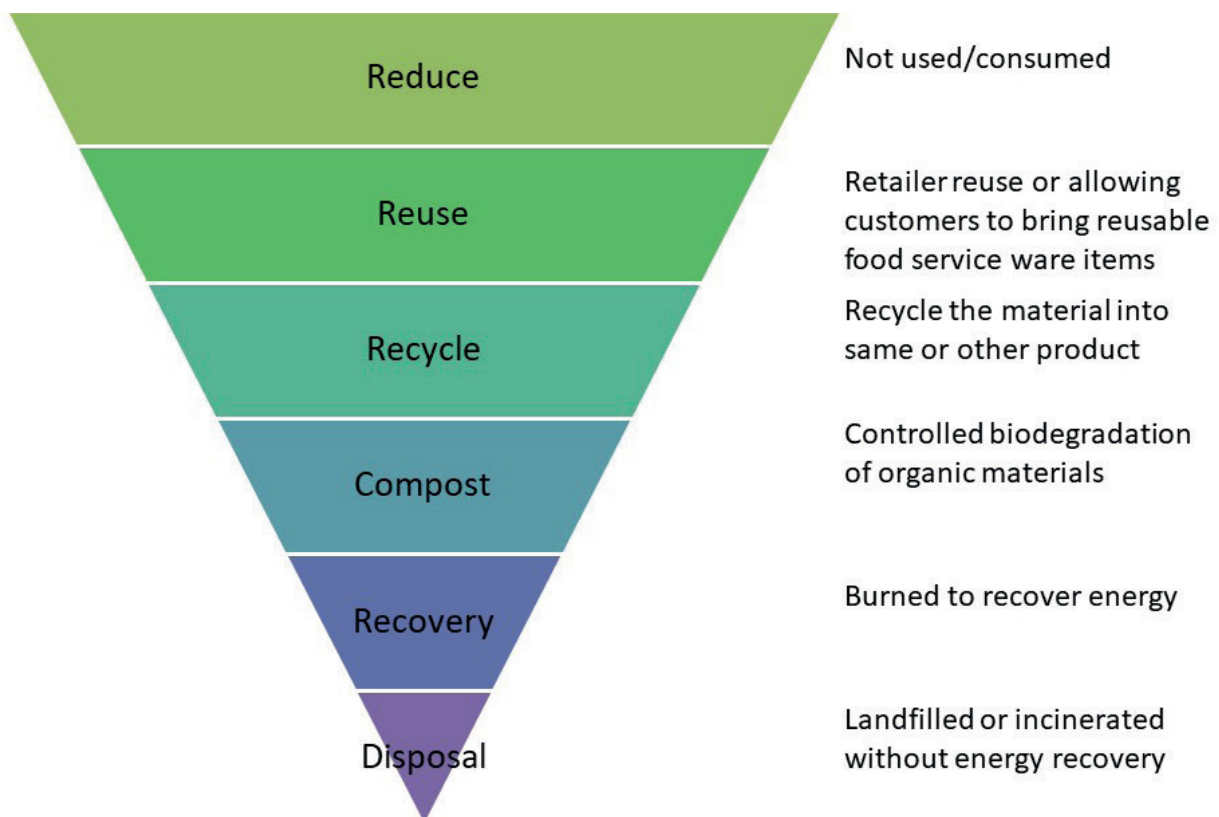 Reduce
Not used/consumed
Reuse
Retailer reuse or allowing
customers to bring reusable
food service ware items
Recycle
Recycle the material into
same or other product
Compost
Controlled biodegradation
of organic materials
Recovery
Burned to recover energy
Disposal
Landfilled or incinerated
without energy recovery